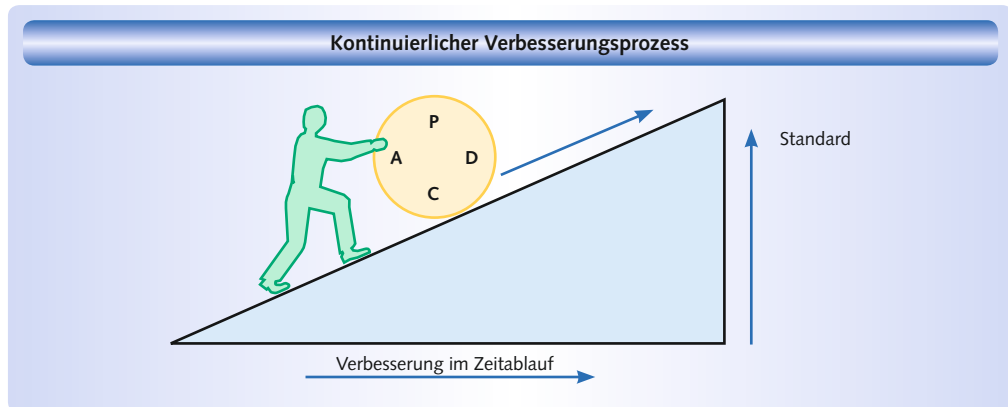 Kontinuierlicher Verbesserungsprozess
P
A D
C
Standard
Verbesserung im Zeitablauf